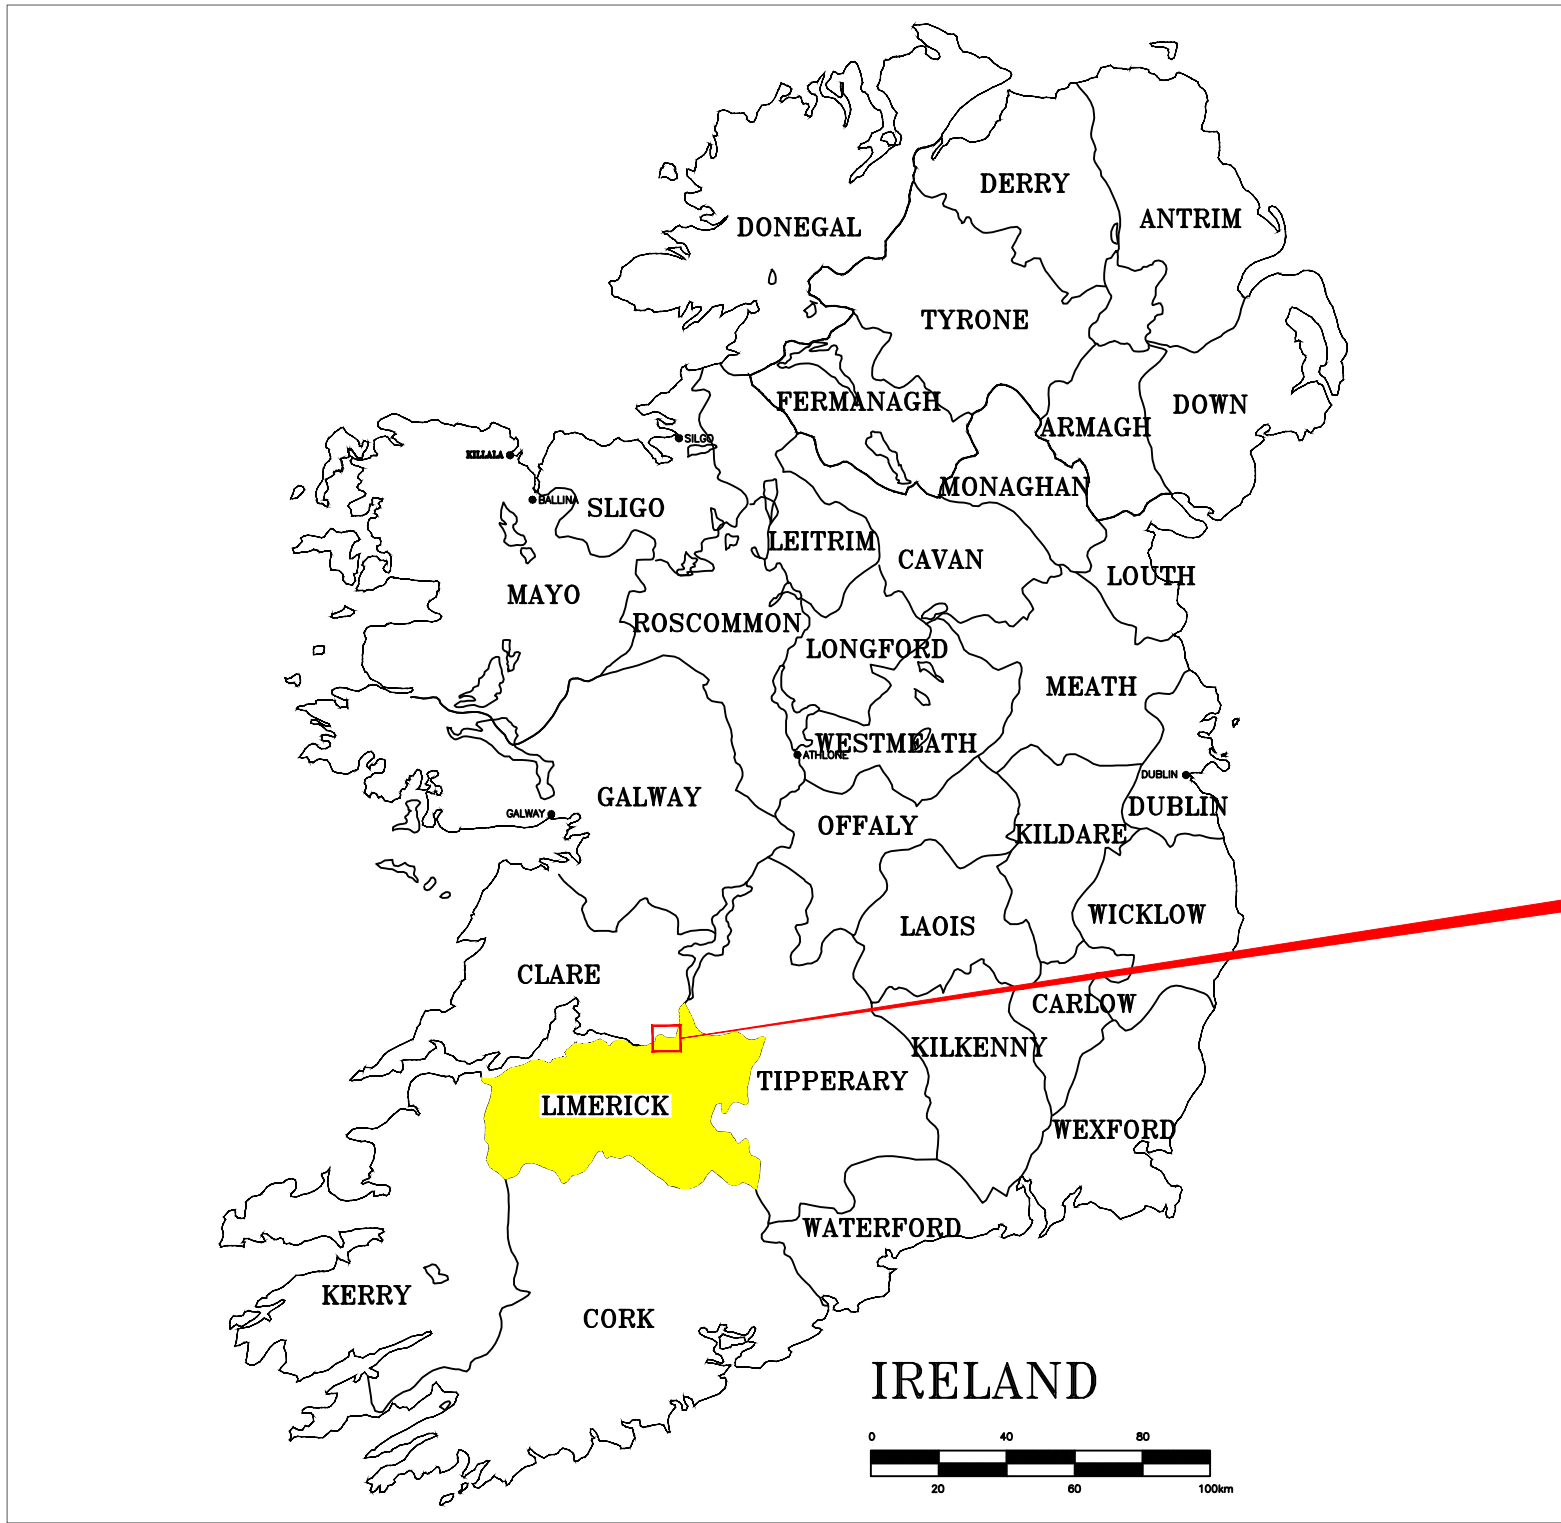 DERRY
ANTRIM
DONEGAL
TYRONE
FERMANAGH
DOWN
ARMAGH
SILGO
KILLALA
MONAGHAN
BALLINA
SLIGO
LEITRIM
CAVAN
LOUTH
MAYO
ROSCOMMON
LONGFORD
MEATH
WESTMEATH
ATHLONE
DUBLIN
GALWAY
DUBLIN
GALWAY
OFFALY
KILDARE
WICKLOW
LAOIS
CLARE
CARLOW
KILKENNY
TIPPERARY
LIMERICK
WEXFORD
WATERFORD
KERRY
CORK
IRELAND
0 40 80
20 60 100km